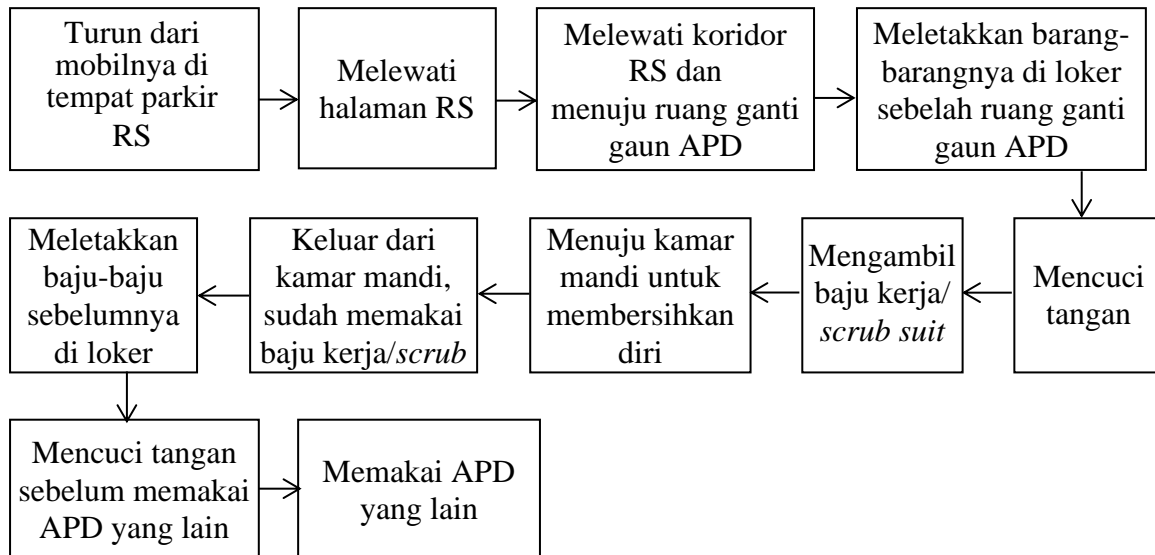 Turun dari
mobilnya di
tempat parkir
RS
Melewati
halaman RS
Melewati koridor
RS dan
menuju ruang ganti
gaun APD
Meletakkan barang-
barangnya di loker
sebelah ruang ganti
gaun APD
Mencuci
tangan
Mengambil
baju kerja/
scrub suit
Menuju kamar
mandi untuk
membersihkan
diri
Keluar dari
kamar mandi,
sudah memakai
baju kerja/scrub
Meletakkan
baju-baju
sebelumnya
di loker
Mencuci tangan
sebelum memakai
APD yang lain
Memakai APD
yang lain